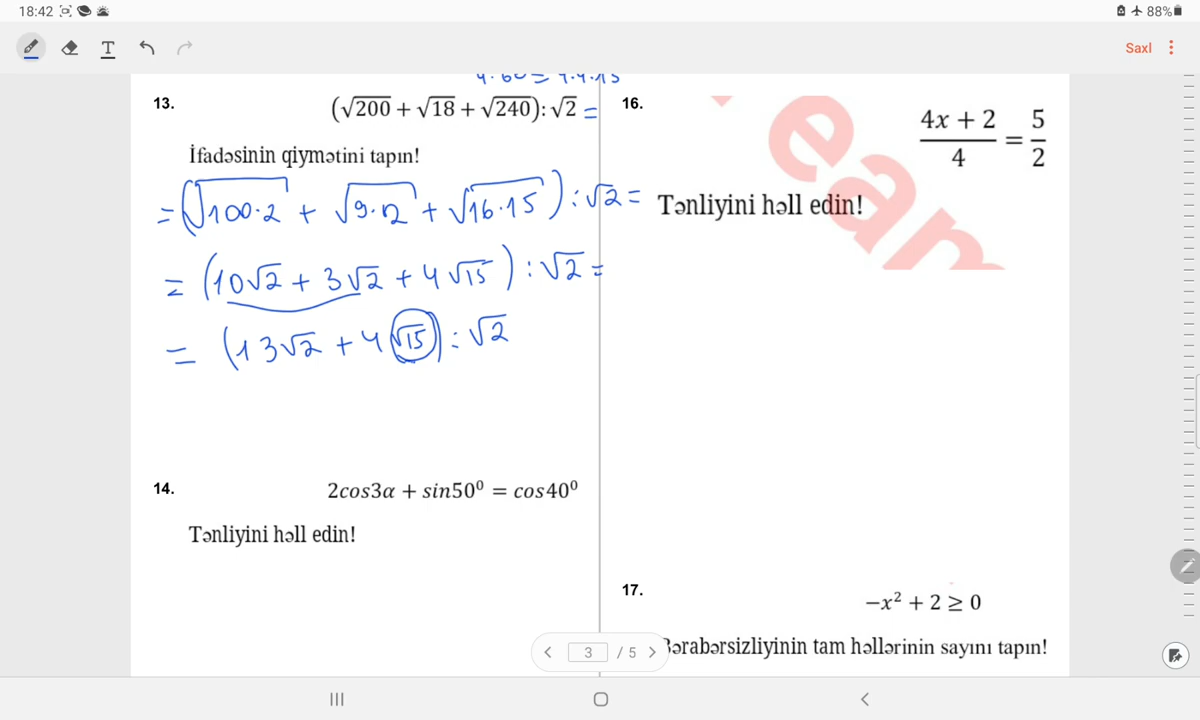 18:42
88%
Saxl
4·60 = 4·4·15
13.
(√200 + √18 + √240):√2 =
İfadəsinin qiymətini tapın!
= (√100·2 + √9·2 + √16·15) : √2 =
= (10√2 + 3√2 + 4√15) : √2 =
= (13√2 + 4√15) : √2
14.
2cos3α + sin50⁰ = cos40⁰
Tənliyini həll edin!
16.
(4x + 2)/4 = 5/2
Tənliyini həll edin!
17.
−x² + 2 ≥ 0
Bərabərsizliyinin tam həllərinin sayını tapın!
3 / 5